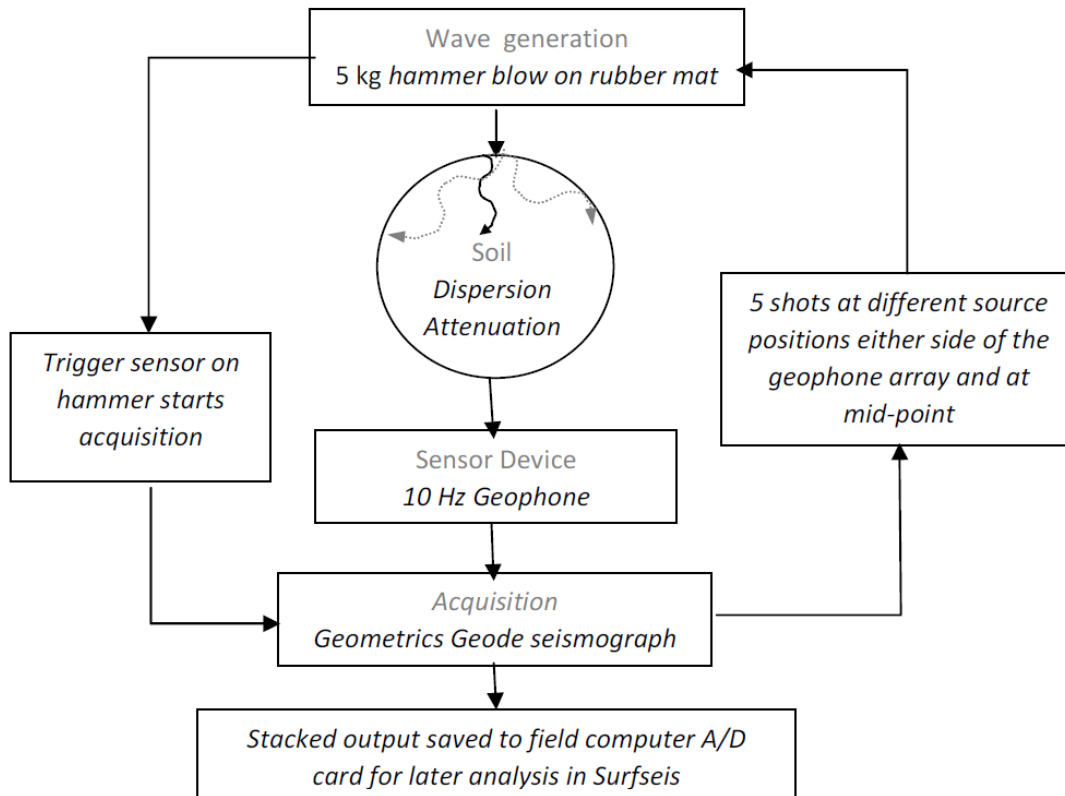 Wave generation
5 kg hammer blow on rubber mat
Soil
Dispersion
Attenuation
Trigger sensor on
hammer starts
acquisition
5 shots at different source
positions either side of the
geophone array and at
mid-point
Sensor Device
10 Hz Geophone
Acquisition
Geometrics Geode seismograph
Stacked output saved to field computer A/D
card for later analysis in Surfseis